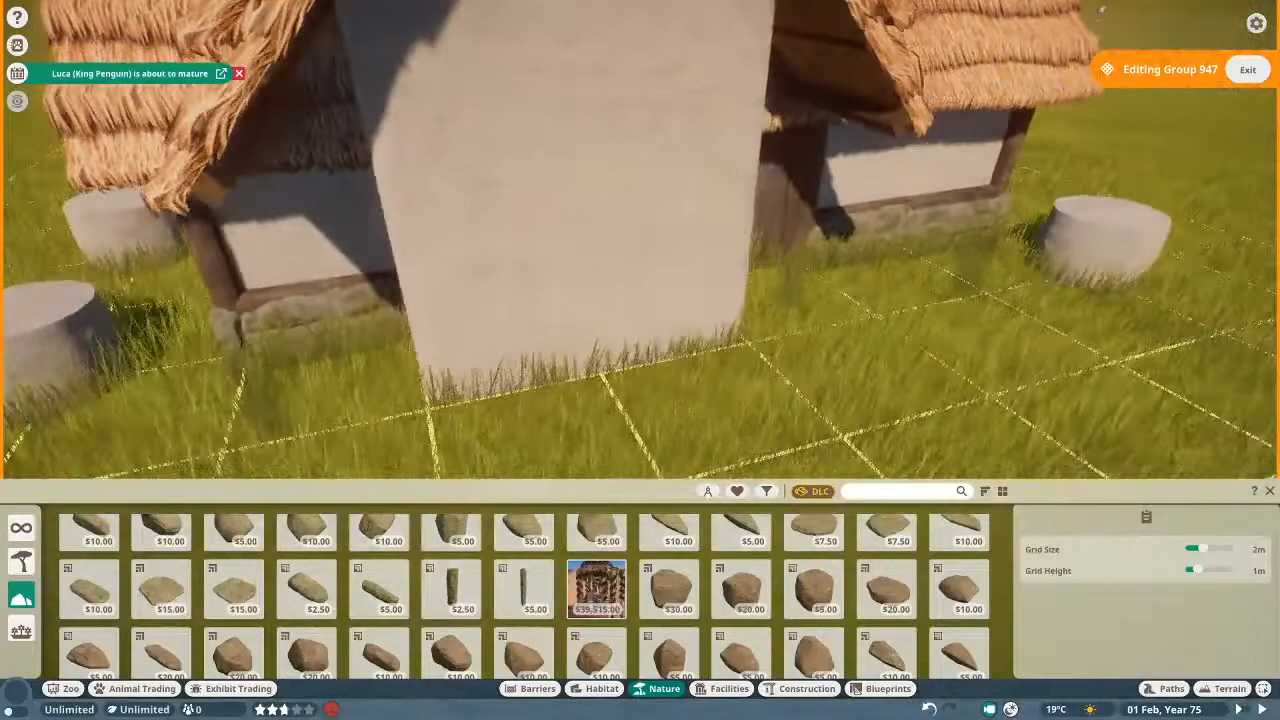 ?
Luca (King Penguin) is about to mature
Editing Group 947
Exit
DLC
?
$10.00 $10.00 $5.00 $10.00 $10.00 $5.00 $5.00 $5.00 $10.00 $5.00 $7.50 $7.50 $10.00
Grid Size 2m
Grid Height 1m
$10.00 $15.00 $15.00 $2.50 $5.00 $2.50 $5.00 $39,515.00 $30.00 $20.00 $5.00 $20.00 $10.00
Zoo Animal Trading Exhibit Trading Barriers Habitat Nature Facilities Construction Blueprints Paths Terrain
Unlimited Unlimited 0 19°C 01 Feb, Year 75